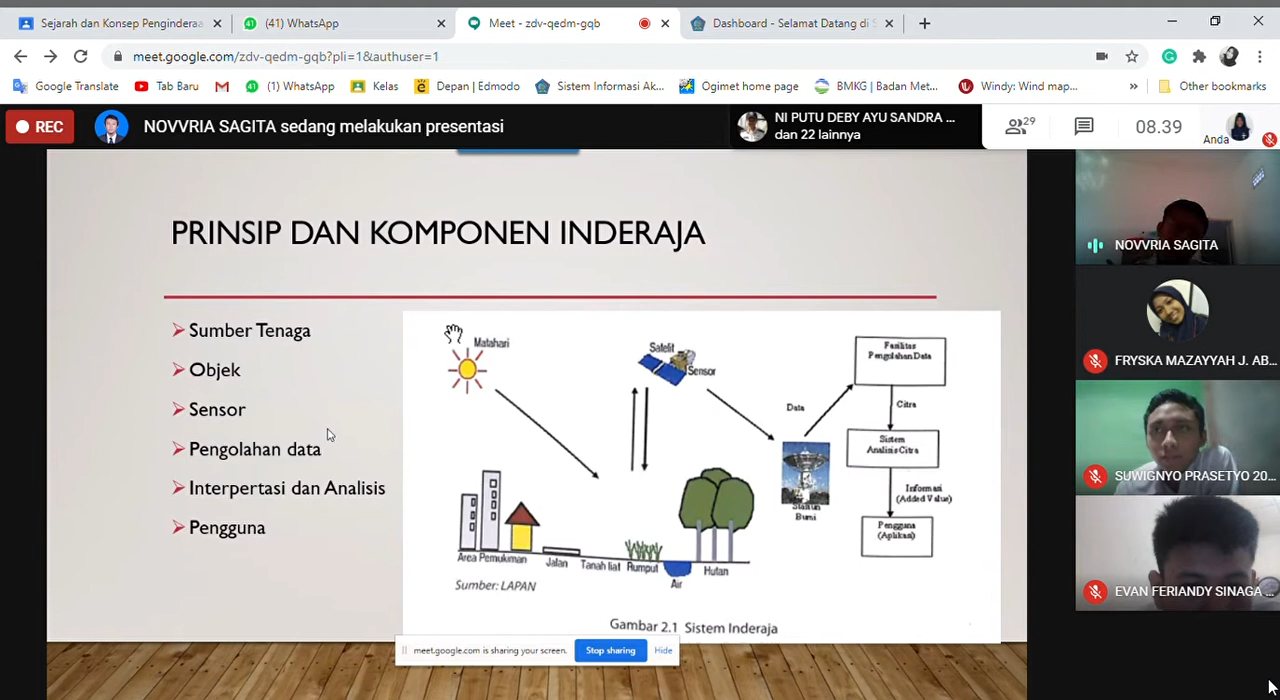 Sejarah dan Konsep Penginderaa
(41) WhatsApp
Meet - zdv-qedm-gqb
Dashboard - Selamat Datang di S
meet.google.com/zdv-qedm-gqb?pli=1&authuser=1
Google Translate
Tab Baru
(1) WhatsApp
Kelas
Depan | Edmodo
Sistem Informasi Ak...
Ogimet home page
BMKG | Badan Met...
Windy: Wind map...
»
Other bookmarks
REC
NOVVRIA SAGITA sedang melakukan presentasi
NI PUTU DEBY AYU SANDRA ...
dan 22 lainnya
29
08.39
Anda
PRINSIP DAN KOMPONEN INDERAJA
Sumber Tenaga
Objek
Sensor
Pengolahan data
Interpertasi dan Analisis
Pengguna
Matahari
Satelit
Sensor
Data
Stasiun
Bumi
Fasilitas
Pengolahan Data
Citra
Sistem
Analisis Citra
Informasi
(Added Value)
Pengguna
(Aplikasi)
Area Pemukiman
Jalan
Tanah liat
Rumput
Air
Hutan
Sumber: LAPAN
Gambar 2.1 Sistem Inderaja
meet.google.com is sharing your screen.
Stop sharing
Hide
NOVVRIA SAGITA
FRYSKA MAZAYYAH J. AB...
SUWIGNYO PRASETYO 20...
EVAN FERIANDY SINAGA ...